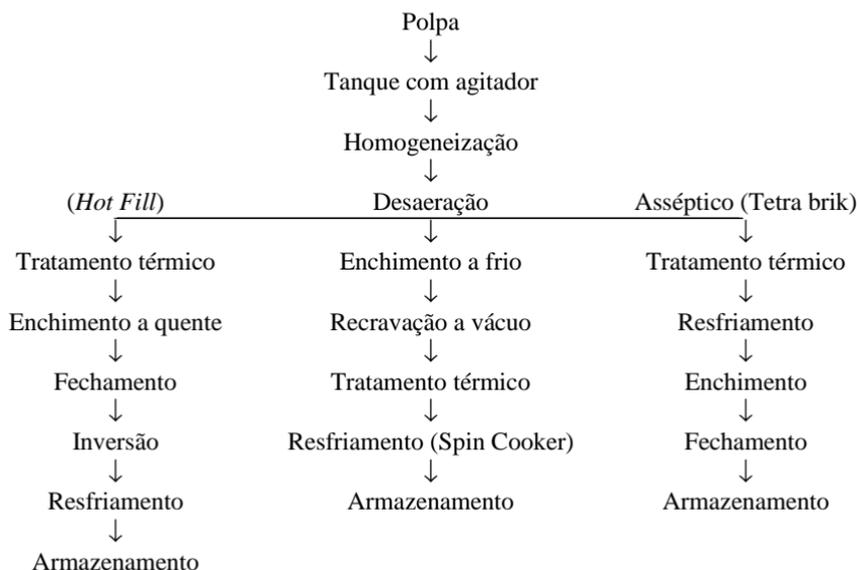 Polpa
↓
Tanque com agitador
↓
Homogeneização
↓
(Hot Fill) Desaeração Asséptico (Tetra brik)
↓ ↓ ↓
Tratamento térmico Enchimento a frio Tratamento térmico
↓ ↓ ↓
Enchimento a quente Recravação a vácuo Resfriamento
↓ ↓ ↓
Fechamento Tratamento térmico Enchimento
↓ ↓ ↓
Inversão Resfriamento (Spin Cooker) Fechamento
↓ ↓ ↓
Resfriamento Armazenamento Armazenamento
↓
Armazenamento